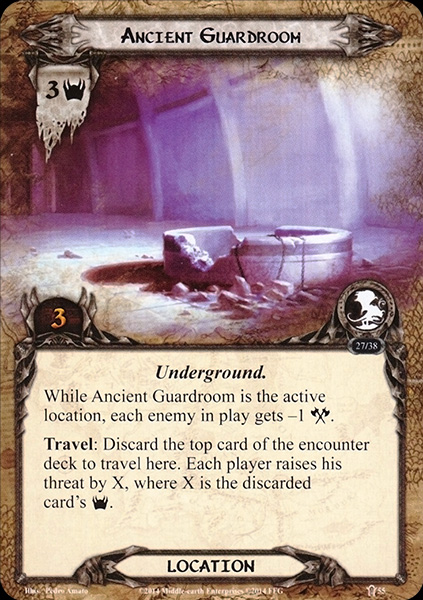 Ancient Guardroom
3
3
27/38
Underground.
While Ancient Guardroom is the active
location, each enemy in play gets –1 .
Travel: Discard the top card of the encounter
deck to travel here. Each player raises his
threat by X, where X is the discarded
card's .
LOCATION
Illus. Pedro Amato ©2014 Middle-earth Enterprises ©2014 FFG 55